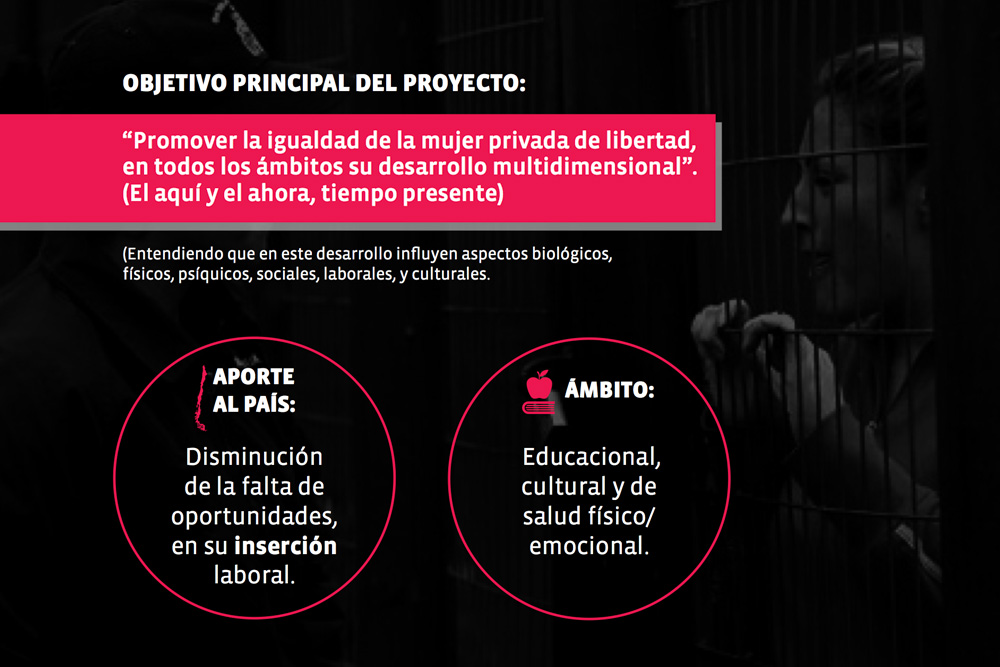 OBJETIVO PRINCIPAL DEL PROYECTO:
“Promover la igualdad de la mujer privada de libertad,
en todos los ámbitos su desarrollo multidimensional”.
(El aquí y el ahora, tiempo presente)
(Entendiendo que en este desarrollo influyen aspectos biológicos,
físicos, psíquicos, sociales, laborales, y culturales.
APORTE
AL PAÍS:
Disminución
de la falta de
oportunidades,
en su inserción
laboral.
ÁMBITO:
Educacional,
cultural y de
salud físico/
emocional.